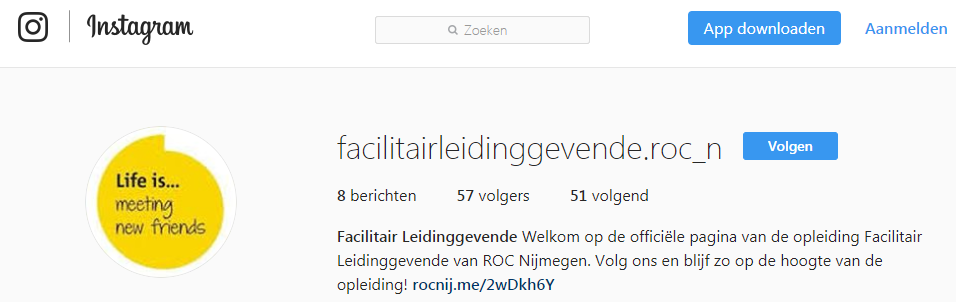 Instagram
Zoeken
App downloaden
Aanmelden
Life is...
meeting
new friends
facilitairleidinggevende.roc_n
Volgen
8 berichten 57 volgers 51 volgend
Facilitair Leidinggevende Welkom op de officiële pagina van de opleiding Facilitair
Leidinggevende van ROC Nijmegen. Volg ons en blijf zo op de hoogte van de
opleiding! rocnij.me/2wDkh6Y